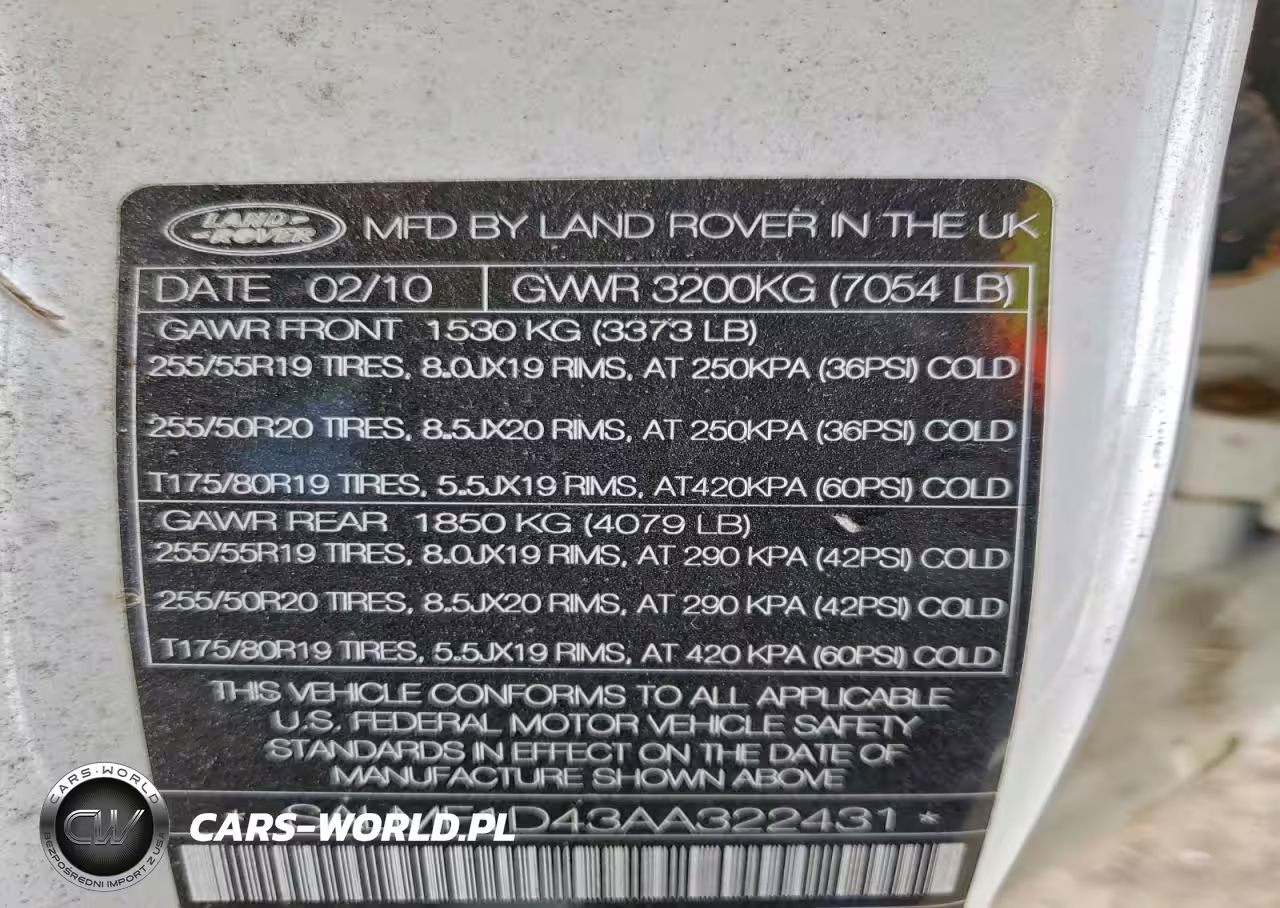 LAND-
-ROVER
MFD BY LAND ROVER IN THE UK
DATE 02/10 GVWR 3200KG (7054 LB)
GAWR FRONT 1530 KG (3373 LB)
255/55R19 TIRES, 8.0JX19 RIMS, AT 250KPA (36PSI) COLD
255/50R20 TIRES, 8.5JX20 RIMS, AT 250KPA (36PSI) COLD
T175/80R19 TIRES, 5.5JX19 RIMS, AT420KPA (60PSI) COLD
GAWR REAR 1850 KG (4079 LB)
255/55R19 TIRES, 8.0JX19 RIMS, AT 290 KPA (42PSI) COLD
255/50R20 TIRES, 8.5JX20 RIMS, AT 290 KPA (42PSI) COLD
T175/80R19 TIRES, 5.5JX19 RIMS, AT 420 KPA (60PSI) COLD
THIS VEHICLE CONFORMS TO ALL APPLICABLE
U.S. FEDERAL MOTOR VEHICLE SAFETY
STANDARDS IN EFFECT ON THE DATE OF
MANUFACTURE SHOWN ABOVE
D43AA322431 *
CARS-WORLD
CW
BEZPOŚREDNI IMPORT Z USA
CARS-WORLD.PL